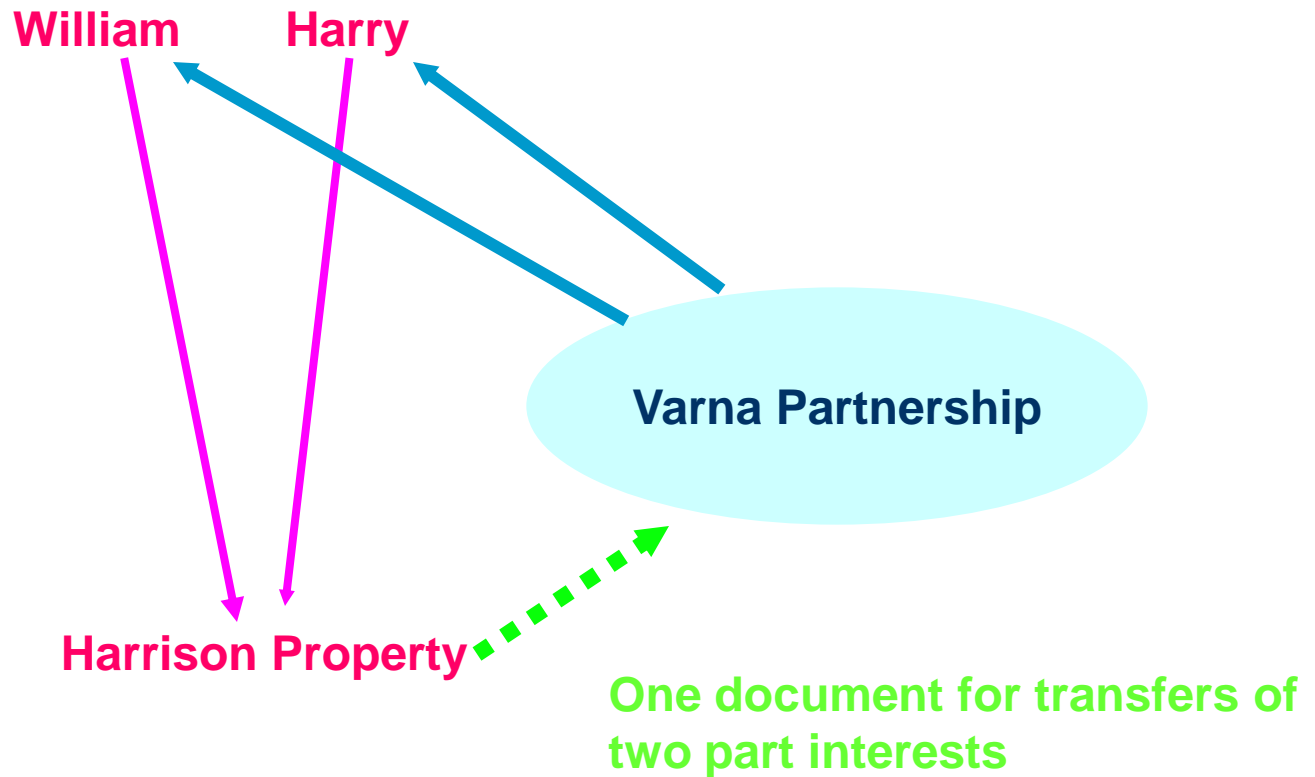 William Harry
Varna Partnership
Harrison Property
One document for transfers of
two part interests